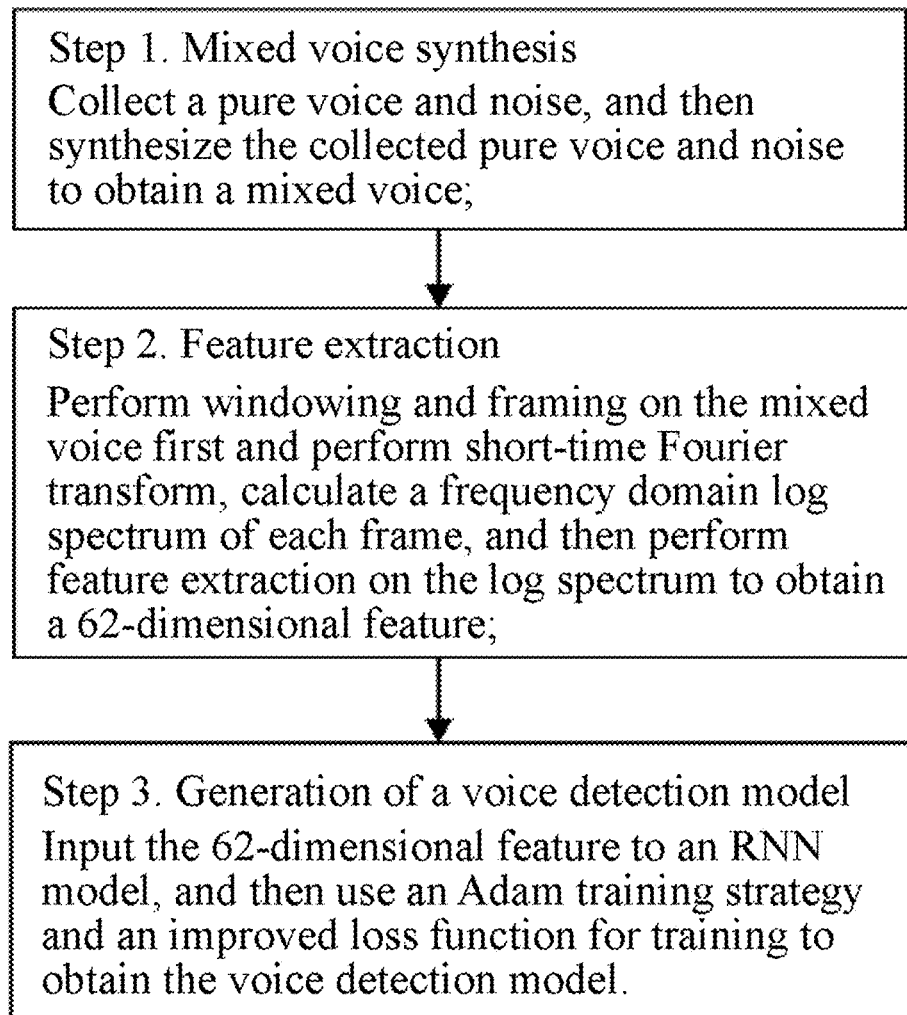 Step 1. Mixed voice synthesis
Collect a pure voice and noise, and then
synthesize the collected pure voice and noise
to obtain a mixed voice;
Step 2. Feature extraction
Perform windowing and framing on the mixed
voice first and perform short-time Fourier
transform, calculate a frequency domain log
spectrum of each frame, and then perform
feature extraction on the log spectrum to obtain
a 62-dimensional feature;
Step 3. Generation of a voice detection model
Input the 62-dimensional feature to an RNN
model, and then use an Adam training strategy
and an improved loss function for training to
obtain the voice detection model.